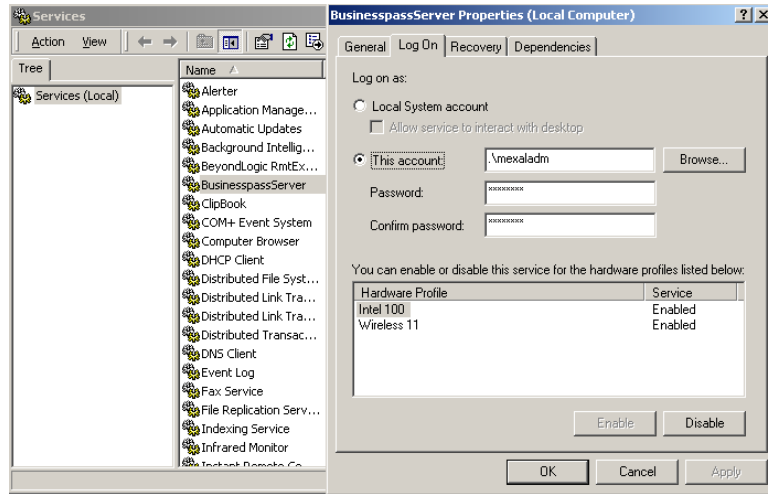 Services
Action View
Tree
Services (Local)
Name
Alerter
Application Manage...
Automatic Updates
Background Intellig...
BeyondLogic RmtEx...
BusinesspassServer
ClipBook
COM+ Event System
Computer Browser
DHCP Client
Distributed File Syst...
Distributed Link Tra...
Distributed Link Tra...
Distributed Transac...
DNS Client
Event Log
Fax Service
File Replication Serv...
Indexing Service
Infrared Monitor
BusinesspassServer Properties (Local Computer)
General Log On Recovery Dependencies
Log on as:
Local System account
Allow service to interact with desktop
This account:
.\mexaladm
Browse...
Password:
xxxxxxxx
Confirm password:
xxxxxxxx
You can enable or disable this service for the hardware profiles listed below:
Hardware Profile Service
Intel 100 Enabled
Wireless 11 Enabled
Enable Disable
OK Cancel Apply